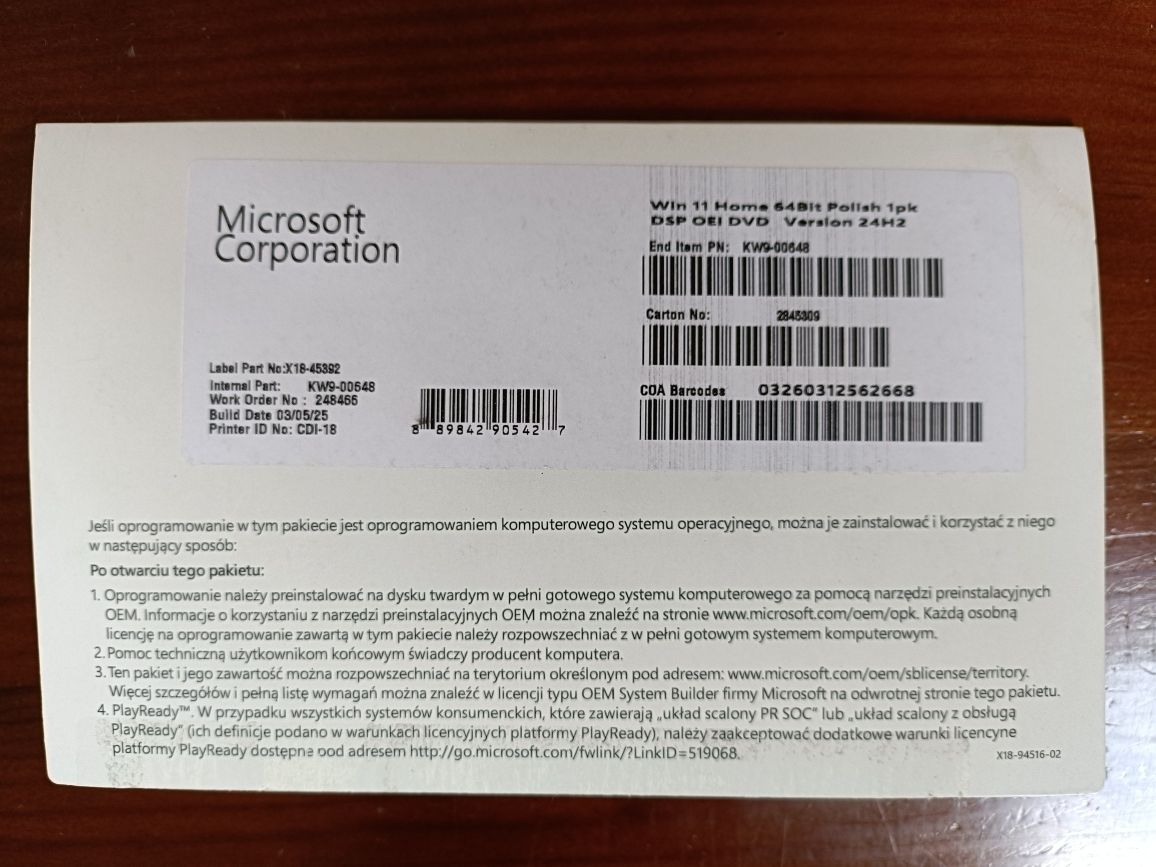 Microsoft
Corporation
Win 11 Home 64Bit Polish 1pk
DSP OEI DVD Version 24H2
End Item PN: KW9-00648
Carton No: 2845309
COA Barcodes 03260312562668
Label Part No:X18-45392
Internal Part: KW9-00648
Work Order No : 248466
Build Date 03/05/25
Printer ID No: CDI-18
8 89842 90542 7
Jeśli oprogramowanie w tym pakiecie jest oprogramowaniem komputerowego systemu operacyjnego, można je zainstalować i korzystać z niego
w następujący sposób:
Po otwarciu tego pakietu:
1. Oprogramowanie należy preinstalować na dysku twardym w pełni gotowego systemu komputerowego za pomocą narzędzi preinstalacyjnych
OEM. Informacje o korzystaniu z narzędzi preinstalacyjnych OEM można znaleźć na stronie www.microsoft.com/oem/opk. Każdą osobną
licencję na oprogramowanie zawartą w tym pakiecie należy rozpowszechniać z w pełni gotowym systemem komputerowym.
2. Pomoc techniczną użytkownikom końcowym świadczy producent komputera.
3. Ten pakiet i jego zawartość można rozpowszechniać na terytorium określonym pod adresem: www.microsoft.com/oem/sblicense/territory.
Więcej szczegółów i pełną listę wymagań można znaleźć w licencji typu OEM System Builder firmy Microsoft na odwrotnej stronie tego pakietu.
4. PlayReady™. W przypadku wszystkich systemów konsumenckich, które zawierają „układ scalony PR SOC" lub „układ scalony z obsługą
PlayReady" (ich definicje podano w warunkach licencyjnych platformy PlayReady), należy zaakceptować dodatkowe warunki licencyjne
platformy PlayReady dostępne pod adresem http://go.microsoft.com/fwlink/?LinkID=519068.
X18-94516-02